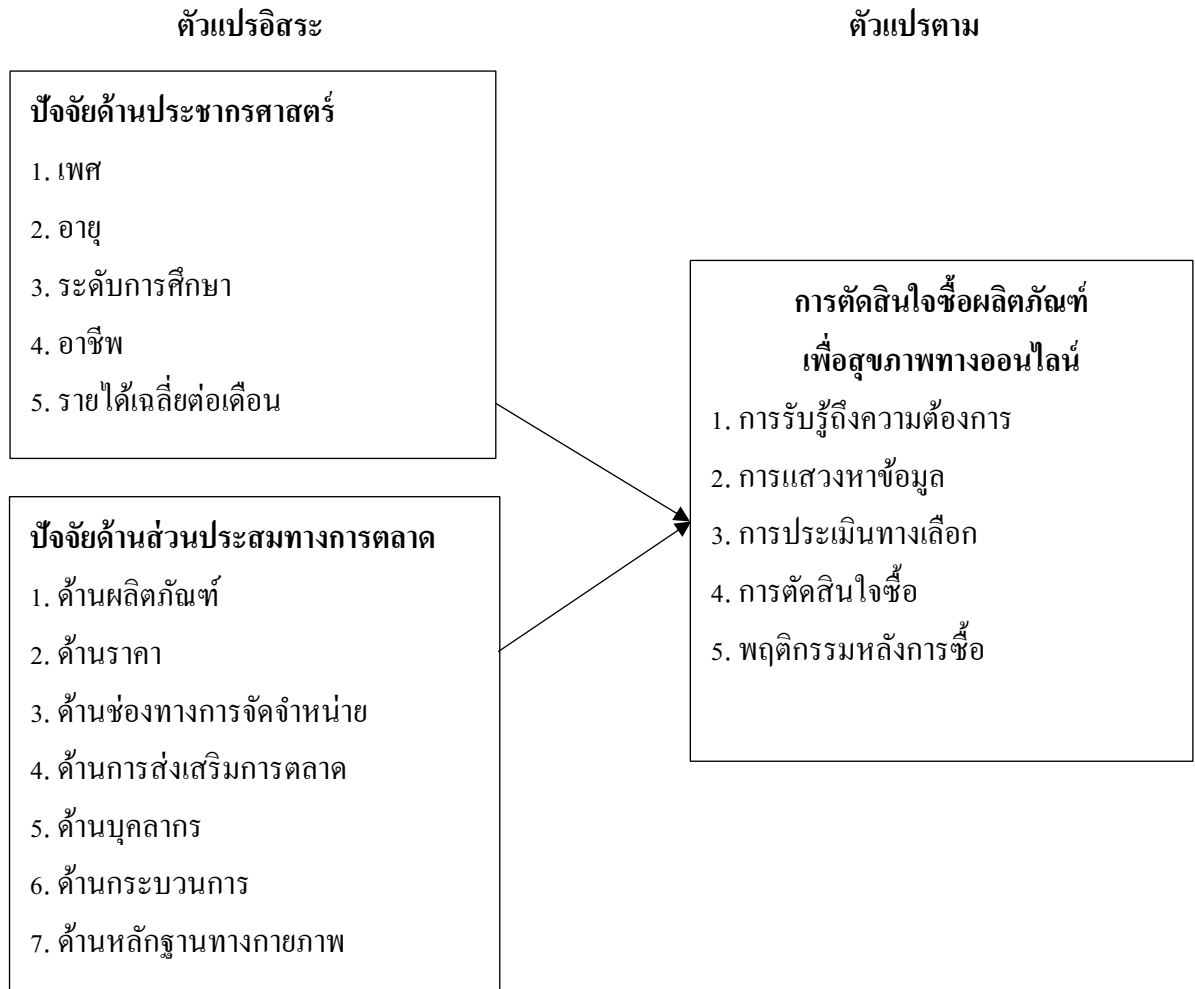 ตัวแปรอิสระ
ตัวแปรตาม
ปัจจัยด้านประชากรศาสตร์
1. เพศ
2. อายุ
3. ระดับการศึกษา
4. อาชีพ
5. รายได้เฉลี่ยต่อเดือน
ปัจจัยด้านส่วนประสมทางการตลาด
1. ด้านผลิตภัณฑ์
2. ด้านราคา
3. ด้านช่องทางการจัดจำหน่าย
4. ด้านการส่งเสริมการตลาด
5. ด้านบุคลากร
6. ด้านกระบวนการ
7. ด้านหลักฐานทางกายภาพ
การตัดสินใจซื้อผลิตภัณฑ์
เพื่อสุขภาพทางออนไลน์
1. การรับรู้ถึงความต้องการ
2. การแสวงหาข้อมูล
3. การประเมินทางเลือก
4. การตัดสินใจซื้อ
5. พฤติกรรมหลังการซื้อ